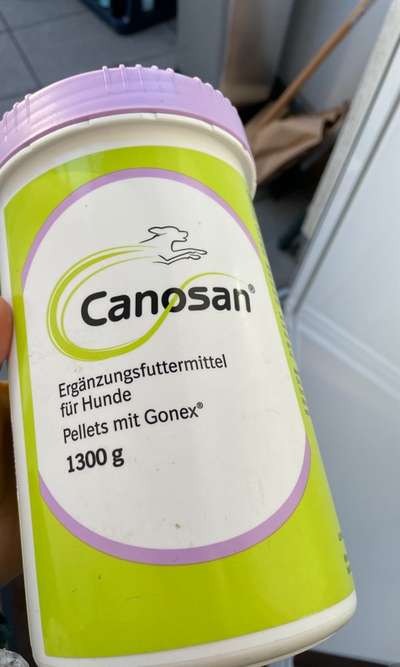 Canosan®
Ergänzungsfuttermittel
für Hunde
Pellets mit Gonex®
1300 g